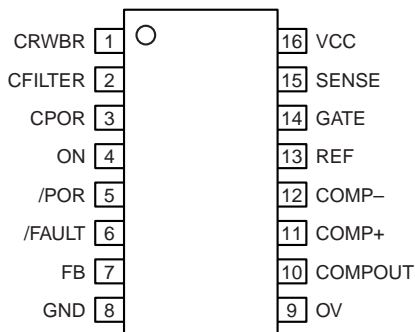 CRWBR 1
CFILTER 2
CPOR 3
ON 4
/POR 5
/FAULT 6
FB 7
GND 8
16 VCC
15 SENSE
14 GATE
13 REF
12 COMP–
11 COMP+
10 COMPOUT
9 OV